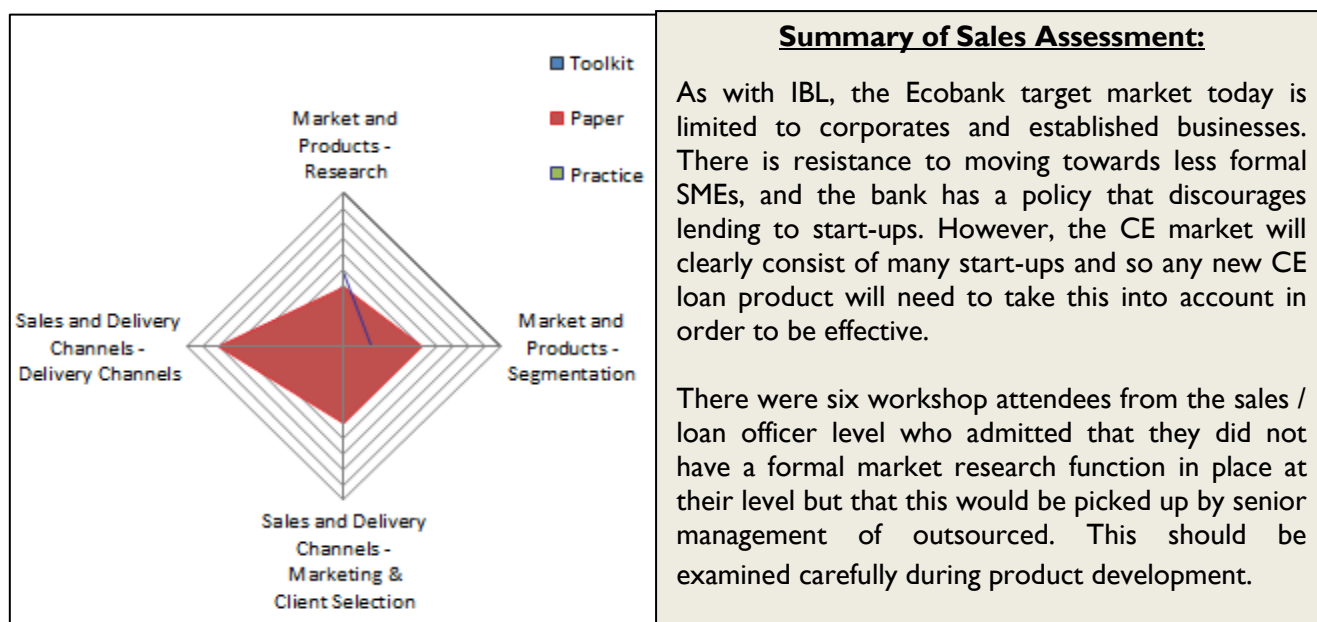 Toolkit
Paper
Practice
Market and
Products -
Research
Market and
Products -
Segmentation
Sales and Delivery
Channels -
Marketing &
Client Selection
Sales and Delivery
Channels -
Delivery Channels
Summary of Sales Assessment:
As with IBL, the Ecobank target market today is
limited to corporates and established businesses.
There is resistance to moving towards less formal
SMEs, and the bank has a policy that discourages
lending to start-ups. However, the CE market will
clearly consist of many start-ups and so any new CE
loan product will need to take this into account in
order to be effective.
There were six workshop attendees from the sales /
loan officer level who admitted that they did not
have a formal market research function in place at
their level but that this would be picked up by senior
management of outsourced. This should be
examined carefully during product development.